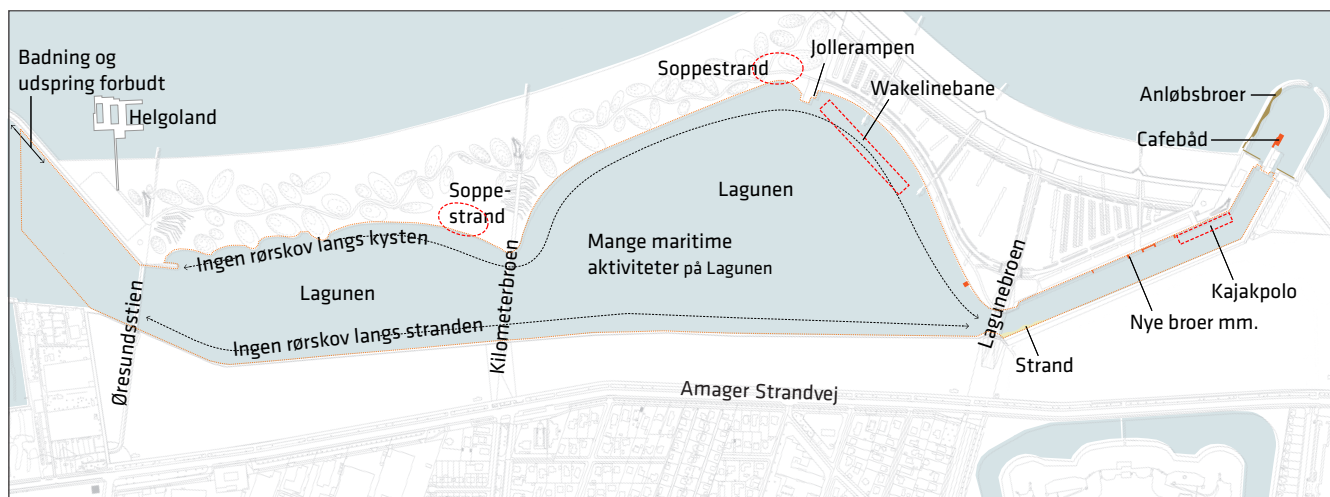 Badning og
udspring forbudt
Helgoland
Soppestrand
Jollerampen
Wakelinebane
Anløbsbroer
Cafebåd
Soppe-
strand
Lagunen
Ingen rørskov langs kysten
Mange maritime
aktiviteter på Lagunen
Lagunen
Kilometerbroen
Lagunebroen
Kajakpolo
Nye broer mm.
Øresundsstien
Ingen rørskov langs stranden
Strand
Amager Strandvej